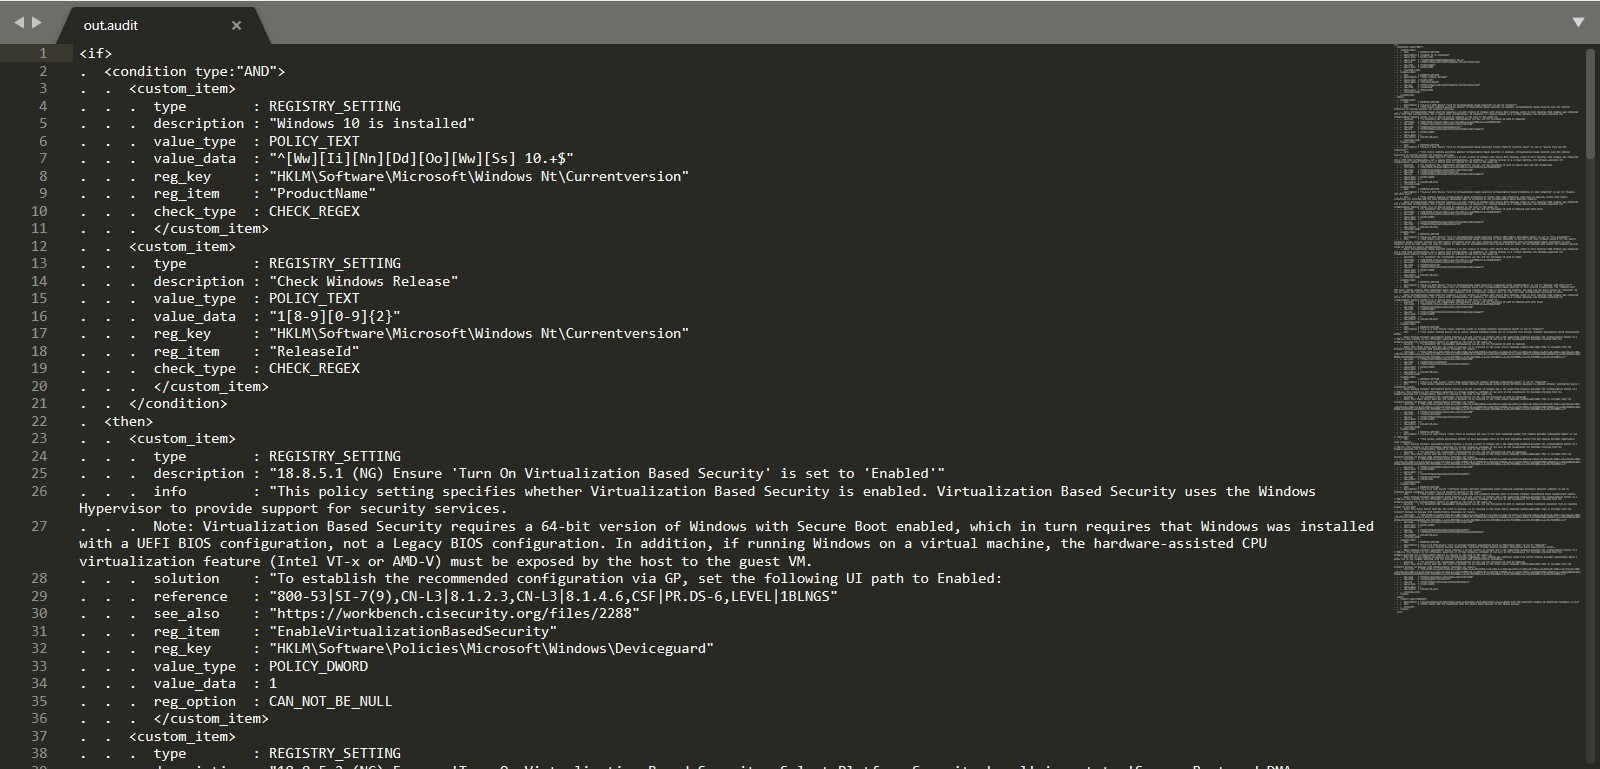 out.audit ×
1 <if>
2 .  <condition type:"AND">
3 .  .  <custom_item>
4 .  .  .  type        : REGISTRY_SETTING
5 .  .  .  description : "Windows 10 is installed"
6 .  .  .  value_type  : POLICY_TEXT
7 .  .  .  value_data  : "^[Ww][Ii][Nn][Dd][Oo][Ww][Ss] 10.+$"
8 .  .  .  reg_key     : "HKLM\Software\Microsoft\Windows Nt\Currentversion"
9 .  .  .  reg_item    : "ProductName"
10 .  .  .  check_type  : CHECK_REGEX
11 .  .  .  </custom_item>
12 .  .  <custom_item>
13 .  .  .  type        : REGISTRY_SETTING
14 .  .  .  description : "Check Windows Release"
15 .  .  .  value_type  : POLICY_TEXT
16 .  .  .  value_data  : "1[8-9][0-9]{2}"
17 .  .  .  reg_key     : "HKLM\Software\Microsoft\Windows Nt\Currentversion"
18 .  .  .  reg_item    : "ReleaseId"
19 .  .  .  check_type  : CHECK_REGEX
20 .  .  .  </custom_item>
21 .  .  </condition>
22 .  <then>
23 .  .  <custom_item>
24 .  .  .  type        : REGISTRY_SETTING
25 .  .  .  description : "18.8.5.1 (NG) Ensure 'Turn On Virtualization Based Security' is set to 'Enabled'"
26 .  .  .  info        : "This policy setting specifies whether Virtualization Based Security is enabled. Virtualization Based Security uses the Windows
Hypervisor to provide support for security services.
27 .  .  .  Note: Virtualization Based Security requires a 64-bit version of Windows with Secure Boot enabled, which in turn requires that Windows was installed
with a UEFI BIOS configuration, not a Legacy BIOS configuration. In addition, if running Windows on a virtual machine, the hardware-assisted CPU
virtualization feature (Intel VT-x or AMD-V) must be exposed by the host to the guest VM.
28 .  .  .  solution    : "To establish the recommended configuration via GP, set the following UI path to Enabled:
29 .  .  .  reference   : "800-53|SI-7(9),CN-L3|8.1.2.3,CN-L3|8.1.4.6,CSF|PR.DS-6,LEVEL|1BLNGS"
30 .  .  .  see_also    : "https://workbench.cisecurity.org/files/2288"
31 .  .  .  reg_item    : "EnableVirtualizationBasedSecurity"
32 .  .  .  reg_key     : "HKLM\Software\Policies\Microsoft\Windows\Deviceguard"
33 .  .  .  value_type  : POLICY_DWORD
34 .  .  .  value_data  : 1
35 .  .  .  reg_option  : CAN_NOT_BE_NULL
36 .  .  .  </custom_item>
37 .  .  <custom_item>
38 .  .  .  type        : REGISTRY_SETTING